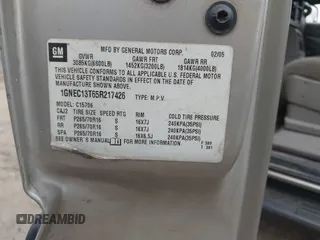 GM
MFD BY GENERAL MOTORS CORP. 02/05
GVWR GAWR FRT GAWR RR
3085KG(6800LB) 1452KG(3200LB) 1814KG(4000LB)
THIS VEHICLE CONFORMS TO ALL APPLICABLE U.S. FEDERAL MOTOR
VEHICLE SAFETY STANDARDS IN EFFECT ON THE DATE OF
MANUFACTURE SHOWN ABOVE.
1GNEC13T65R217426 TYPE: M.P.V.
MODEL: C15706
CAJ2 TIRE SIZE SPEED RTG RIM COLD TIRE PRESSURE
FRT P265/70R16 S 16X7J 240KPA(35PSI)
RR P265/70R16 S 16X7J 240KPA(35PSI)
SPA P265/70R16 S 16X6.5J 240KPA(35PSI)
SEE OWNER'S MANUAL FOR MORE INFORMATION.
DREAMBID